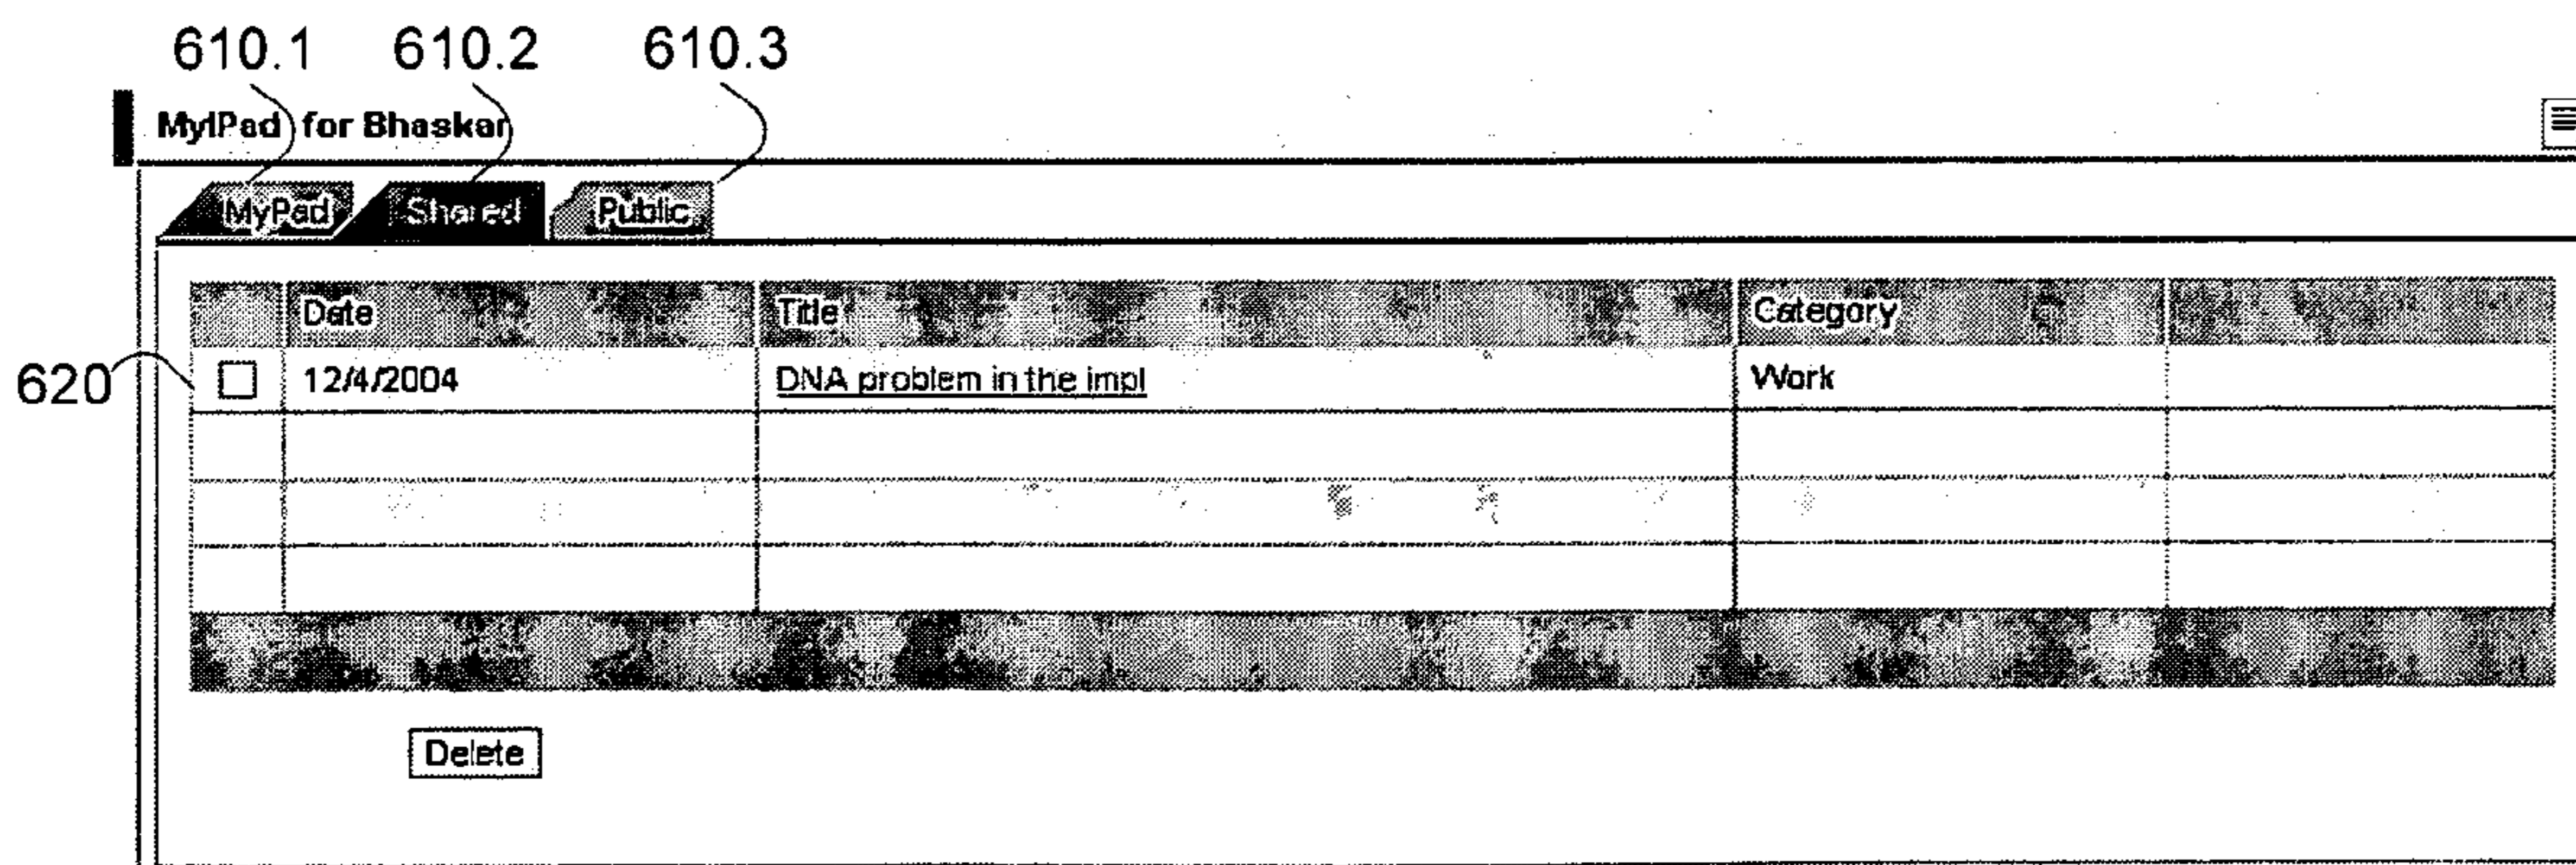 610.1 610.2 610.3
MyIPad for Bhaskar
MyPad Shared Public
Date Title Category
620 12/4/2004 DNA problem in the impl Work
Delete